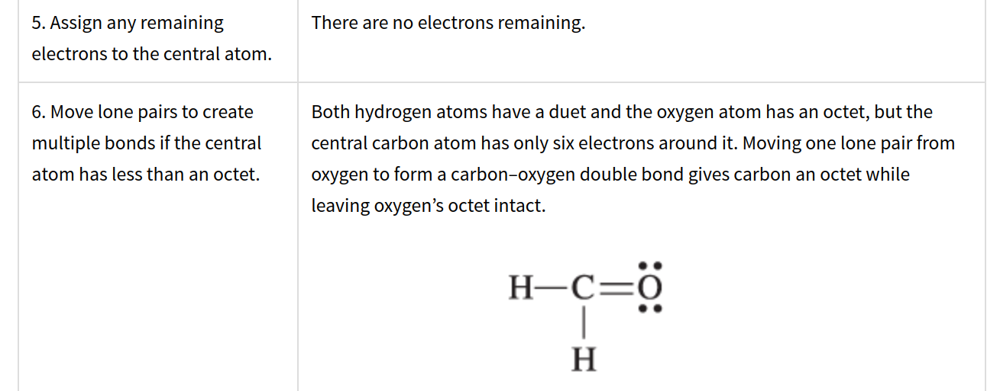 5. Assign any remaining
electrons to the central atom.
There are no electrons remaining.
6. Move lone pairs to create
multiple bonds if the central
atom has less than an octet.
Both hydrogen atoms have a duet and the oxygen atom has an octet, but the
central carbon atom has only six electrons around it. Moving one lone pair from
oxygen to form a carbon–oxygen double bond gives carbon an octet while
leaving oxygen’s octet intact.
H—C=O
H